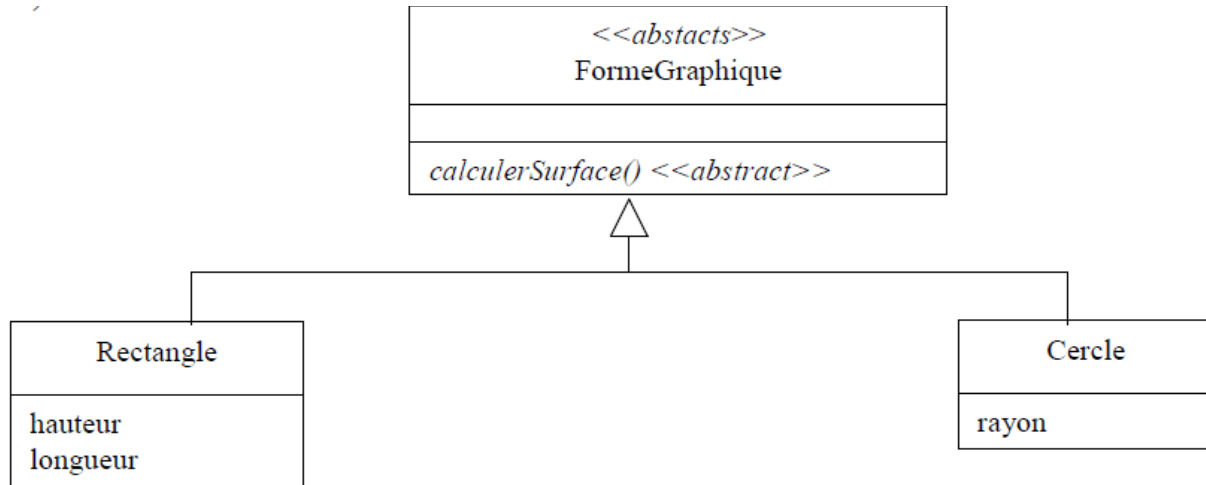 <<abstacts>>
FormeGraphique
calculerSurface() <<abstract>>
Rectangle
hauteur
longueur
Cercle
rayon